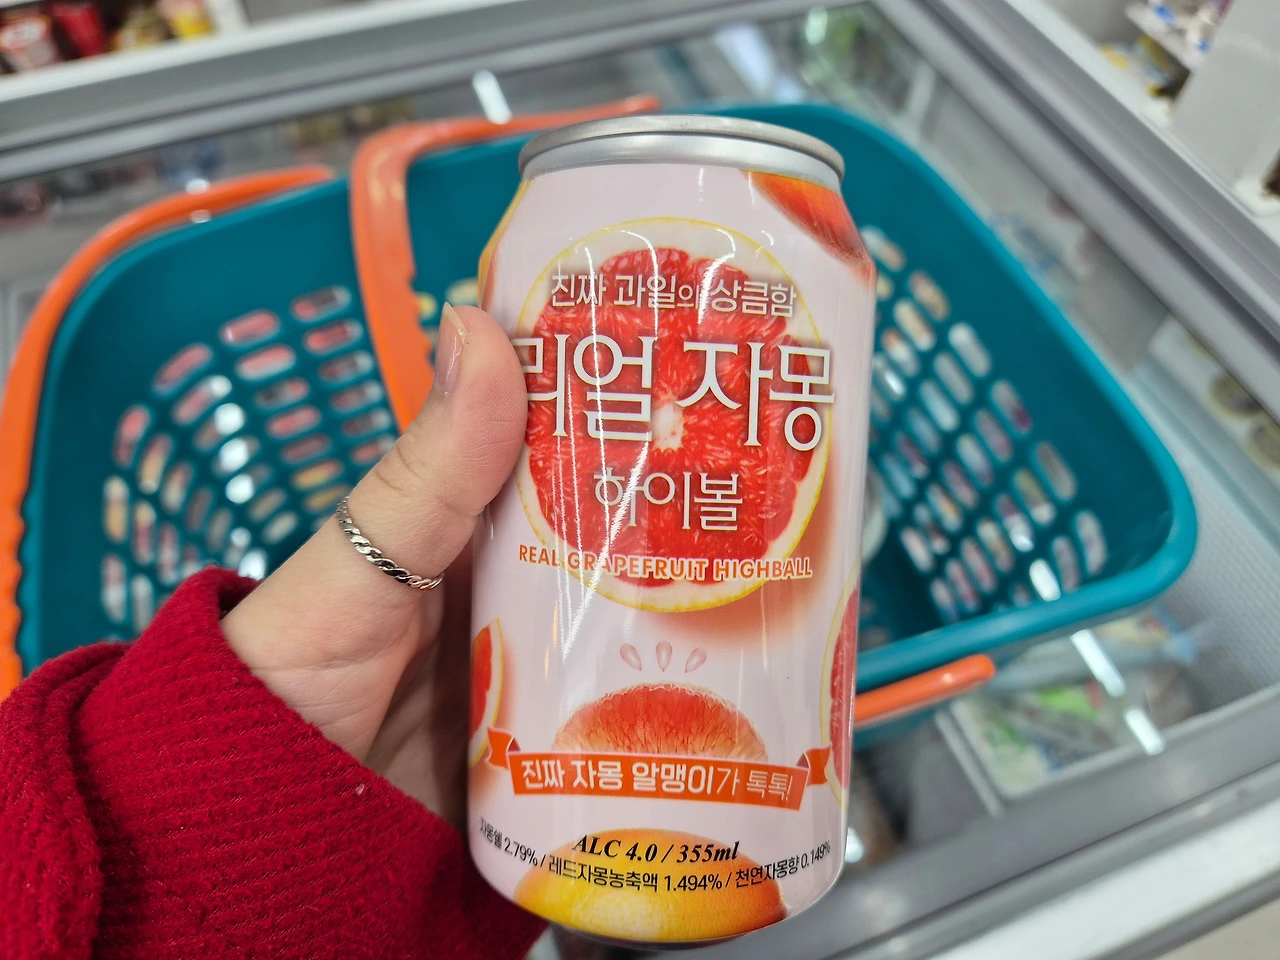 진짜 과일의 상큼함
리얼 자몽
하이볼
REAL GRAPEFRUIT HIGHBALL
진짜 자몽 알맹이가 톡톡!
ALC 4.0 / 355ml
자몽쉘 2.79% / 레드자몽농축액 1.494% / 천연자몽향 0.149%